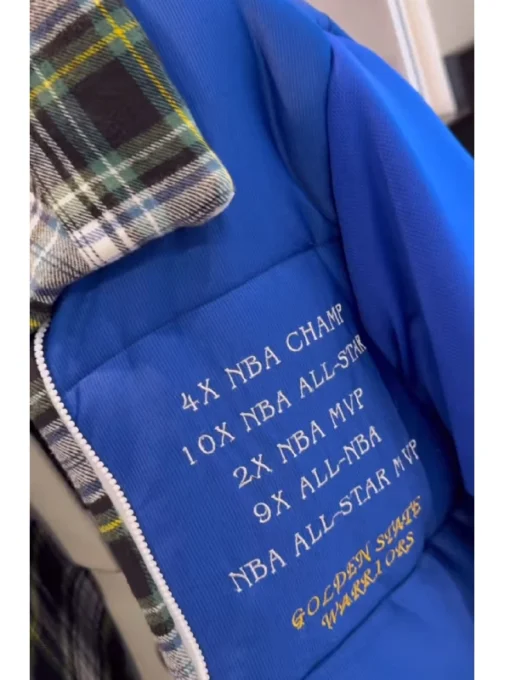 4X NBA CHAMP
10X NBA ALL-STAR
2X NBA MVP
9X ALL-NBA
NBA ALL-STAR MVP
GOLDEN STATE
WARRIORS